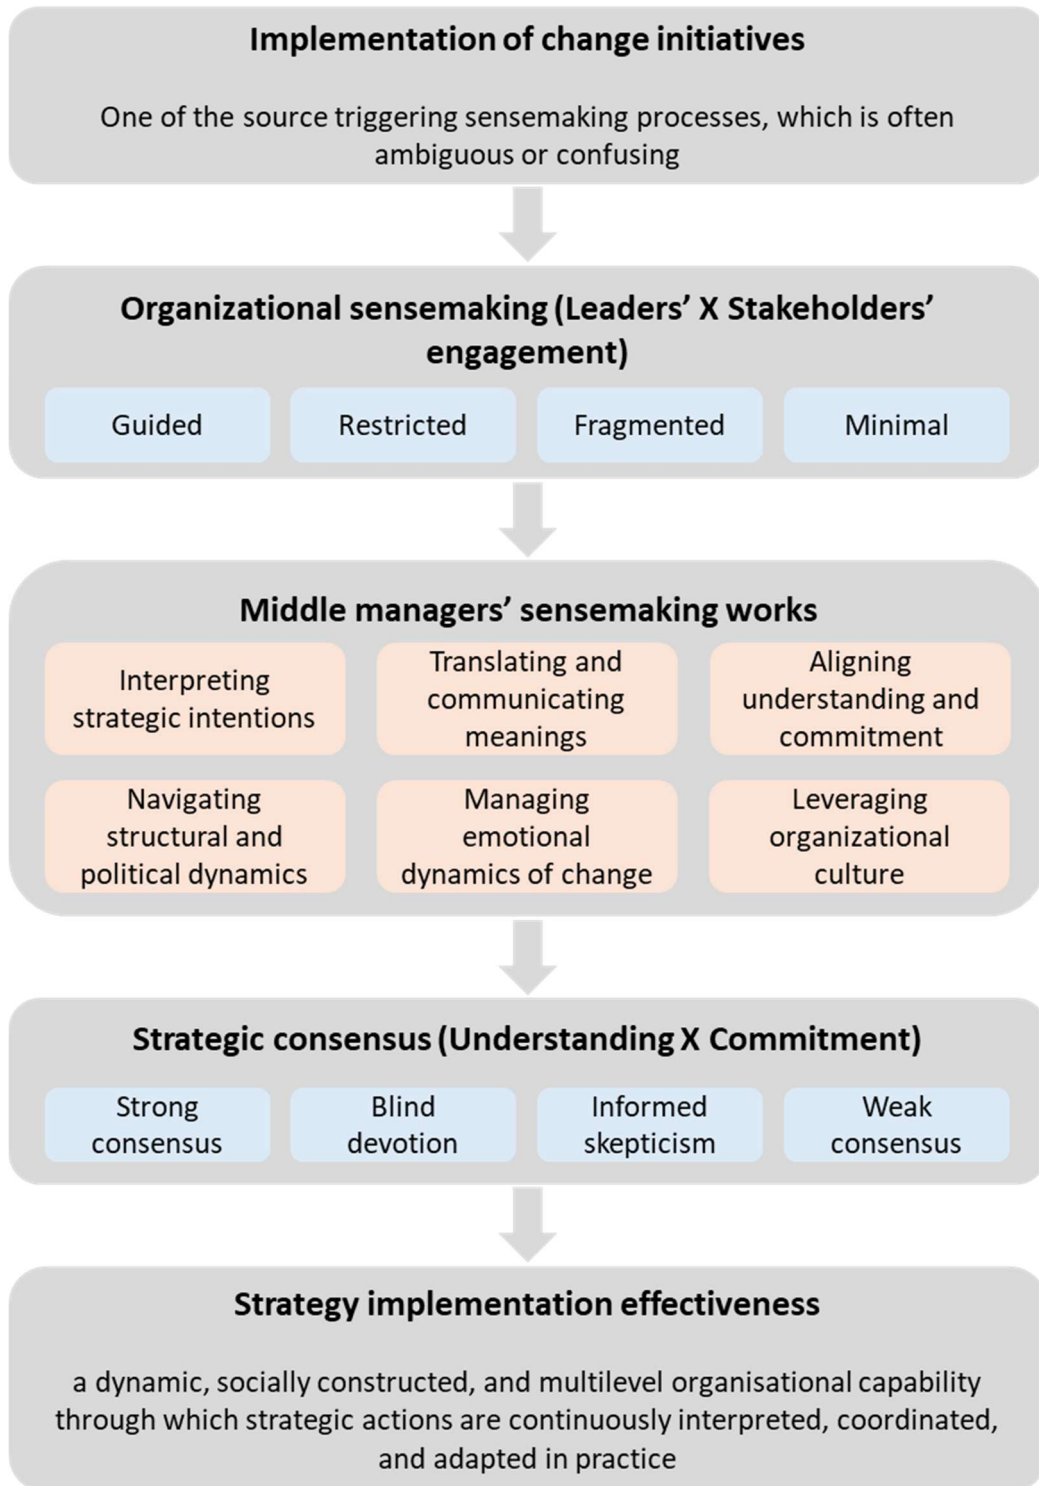 Implementation of change initiatives
One of the source triggering sensemaking processes, which is often
ambiguous or confusing
Organizational sensemaking (Leaders’ X Stakeholders’
engagement)
Guided
Restricted
Fragmented
Minimal
Middle managers’ sensemaking works
Interpreting
strategic intentions
Translating and
communicating
meanings
Aligning
understanding and
commitment
Navigating
structural and
political dynamics
Managing
emotional
dynamics of change
Leveraging
organizational
culture
Strategic consensus (Understanding X Commitment)
Strong
consensus
Blind
devotion
Informed
skepticism
Weak
consensus
Strategy implementation effectiveness
a dynamic, socially constructed, and multilevel organisational capability
through which strategic actions are continuously interpreted, coordinated,
and adapted in practice